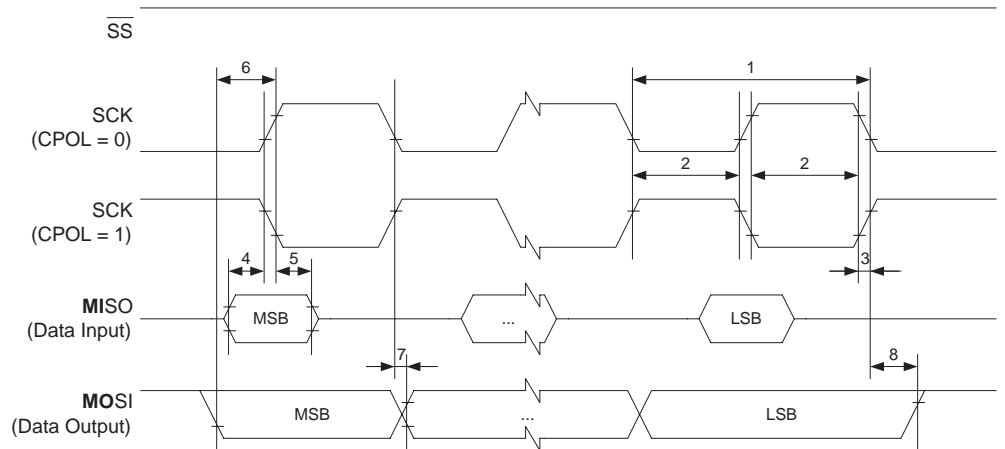 SS
6
1
SCK
(CPOL = 0)
2
2
SCK
(CPOL = 1)
4
5
3
MISO
(Data Input)
MSB
...
LSB
7
8
MOSI
(Data Output)
MSB
...
LSB